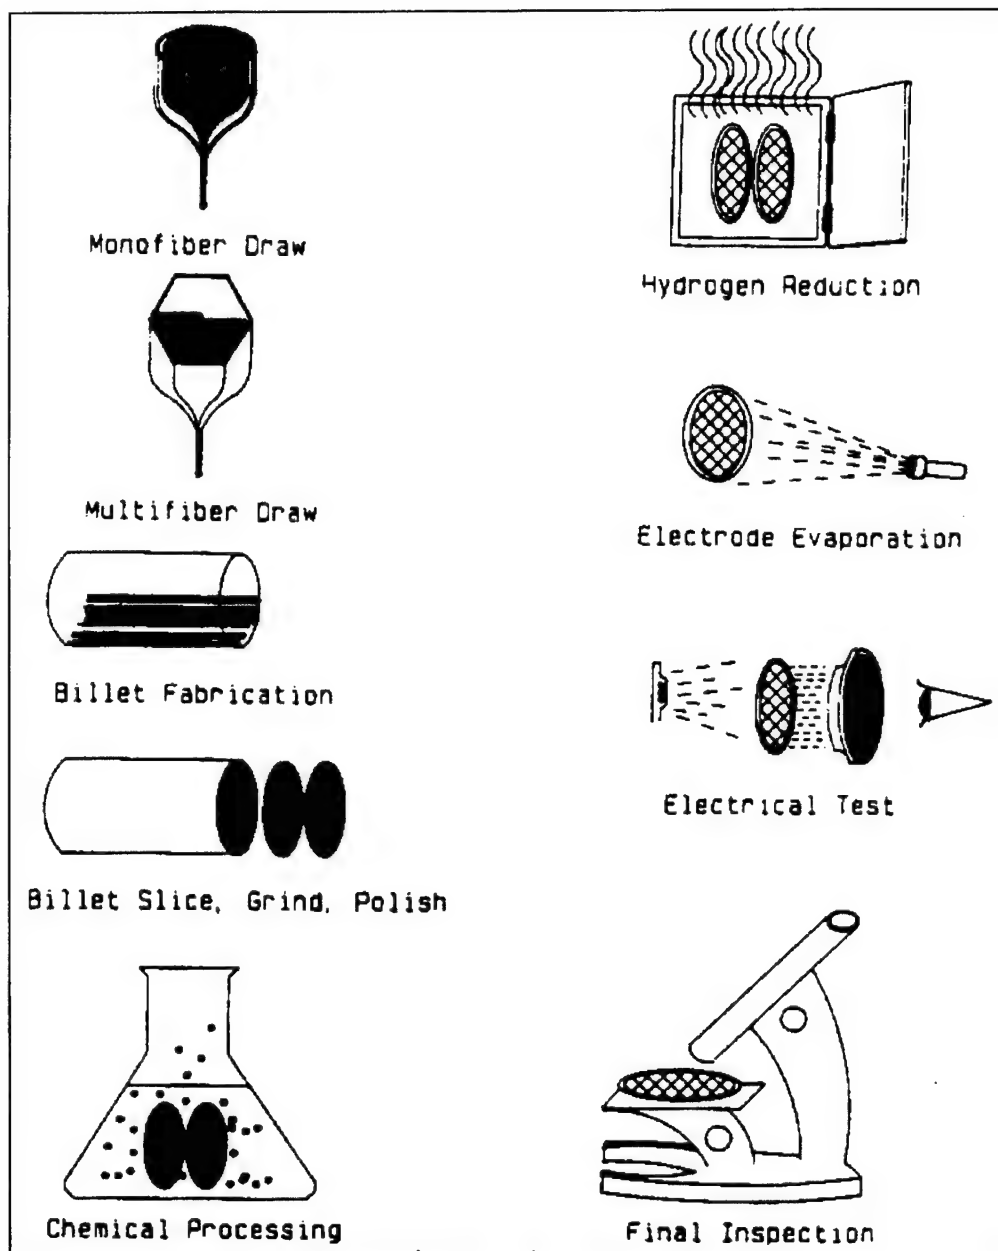 Monofiber Draw
Multifiber Draw
Billet Fabrication
Billet Slice, Grind, Polish
Chemical Processing
Hydrogen Reduction
Electrode Evaporation
Electrical Test
Final Inspection